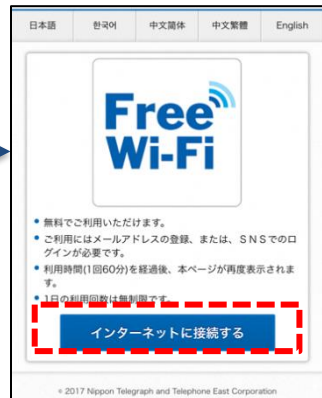 日本語 한국어 中文简体 中文繁體 English
Free
Wi-Fi
• 無料でご利用いただけます。
• ご利用にはメールアドレスの登録、または、ＳＮＳでのロ
グインが必要です。
• 利用時間(1回60分)を経過後、本ページが再度表示されま
す。
• 1日の利用回数は無制限です。
インターネットに接続する
© 2017 Nippon Telegraph and Telephone East Corporation